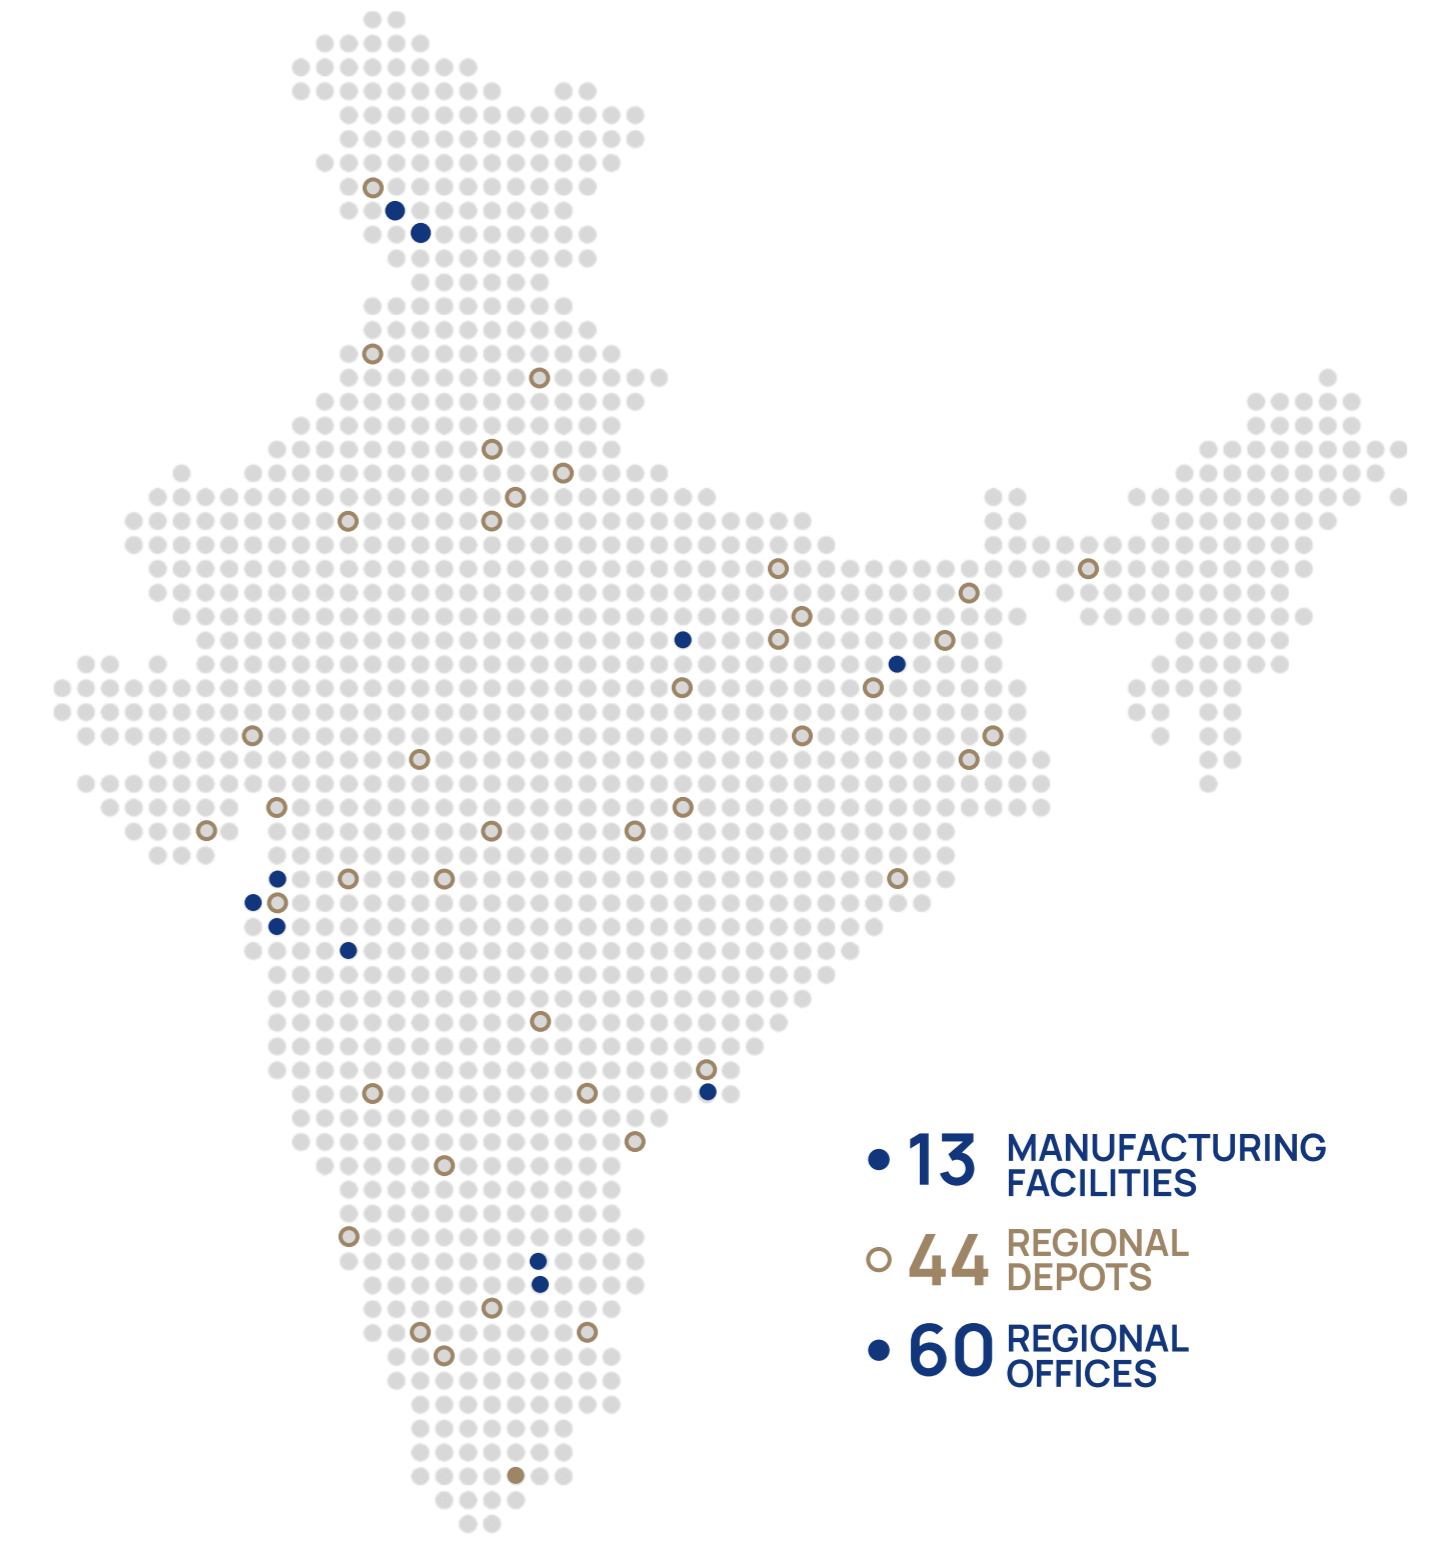 13 MANUFACTURING
FACILITIES
44 REGIONAL
DEPOTS
60 REGIONAL
OFFICES